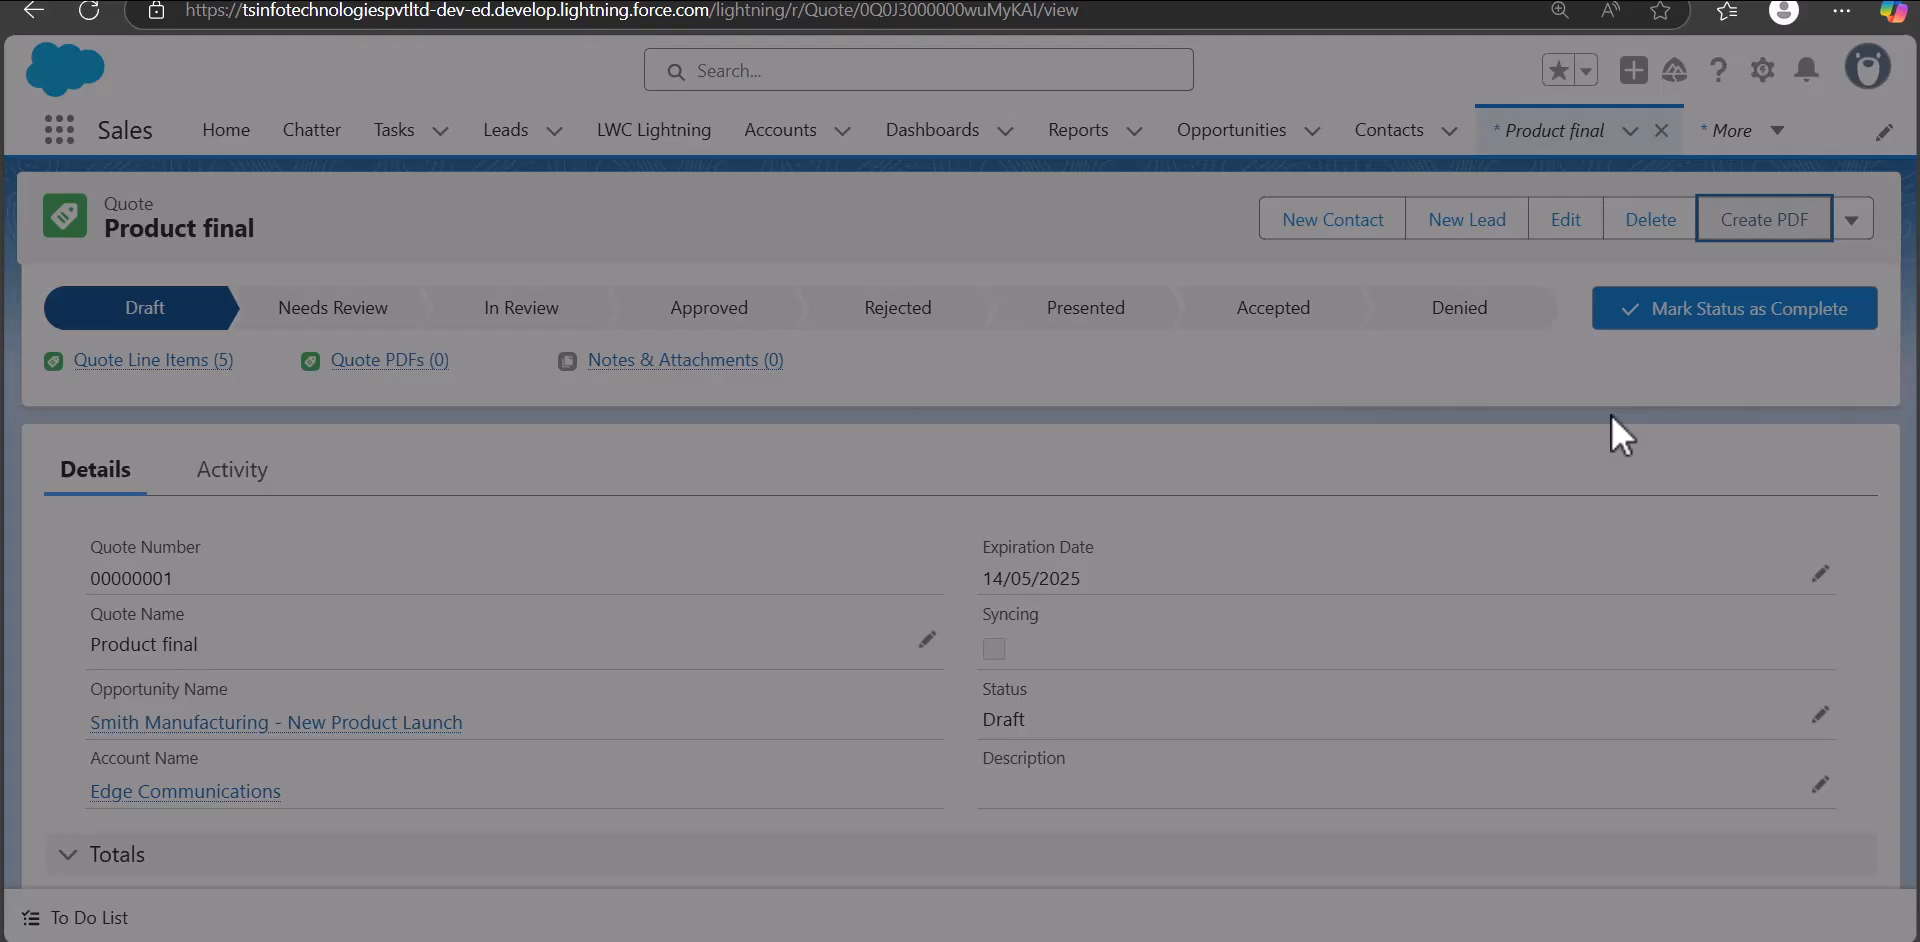 https://tsinfotechnologiespvtltd-dev-ed.develop.lightning.force.com/lightning/r/Quote/0Q0J3000000wuMyKAI/view
Search...
Sales
Home
Chatter
Tasks
Leads
LWC Lightning
Accounts
Dashboards
Reports
Opportunities
Contacts
* Product final
* More
Quote
Product final
New Contact
New Lead
Edit
Delete
Create PDF
Draft
Needs Review
In Review
Approved
Rejected
Presented
Accepted
Denied
Mark Status as Complete
Quote Line Items (5)
Quote PDFs (0)
Notes & Attachments (0)
Details
Activity
Quote Number
00000001
Expiration Date
14/05/2025
Quote Name
Product final
Syncing
Opportunity Name
Smith Manufacturing - New Product Launch
Status
Draft
Account Name
Edge Communications
Description
Totals
To Do List